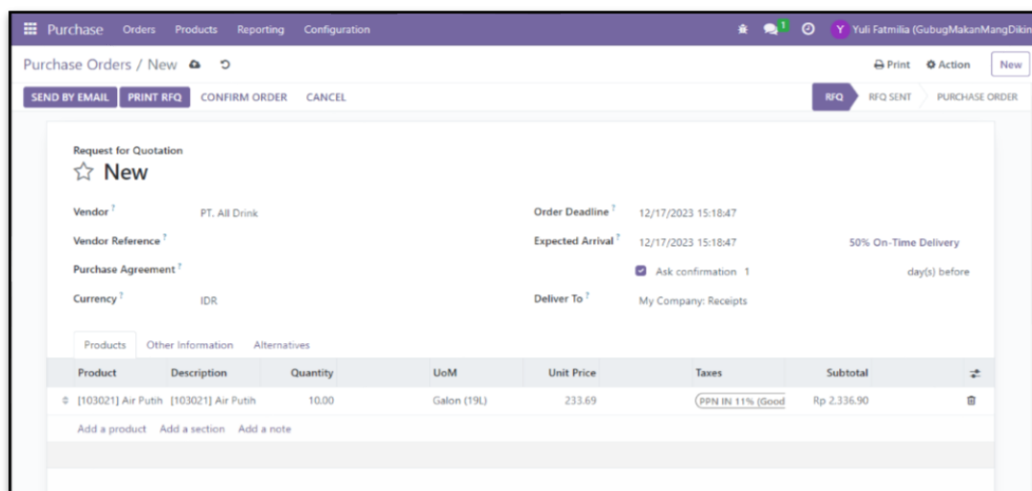 Purchase Orders Products Reporting Configuration 1 Y Yuli Fatmilia (GubugMakanMangDikin
Purchase Orders / New Print Action New
SEND BY EMAIL PRINT RFQ CONFIRM ORDER CANCEL RFQ RFQ SENT PURCHASE ORDER
Request for Quotation
New
Vendor ? PT. All Drink Order Deadline ? 12/17/2023 15:18:47
Vendor Reference ? Expected Arrival ? 12/17/2023 15:18:47 50% On-Time Delivery
Purchase Agreement ? Ask confirmation 1 day(s) before
Currency ? IDR Deliver To ? My Company: Receipts
Products Other Information Alternatives
Product Description Quantity UoM Unit Price Taxes Subtotal
[103021] Air Putih [103021] Air Putih 10.00 Galon (19L) 233.69 PPN IN 11% (Good Rp 2.336.90
Add a product Add a section Add a note